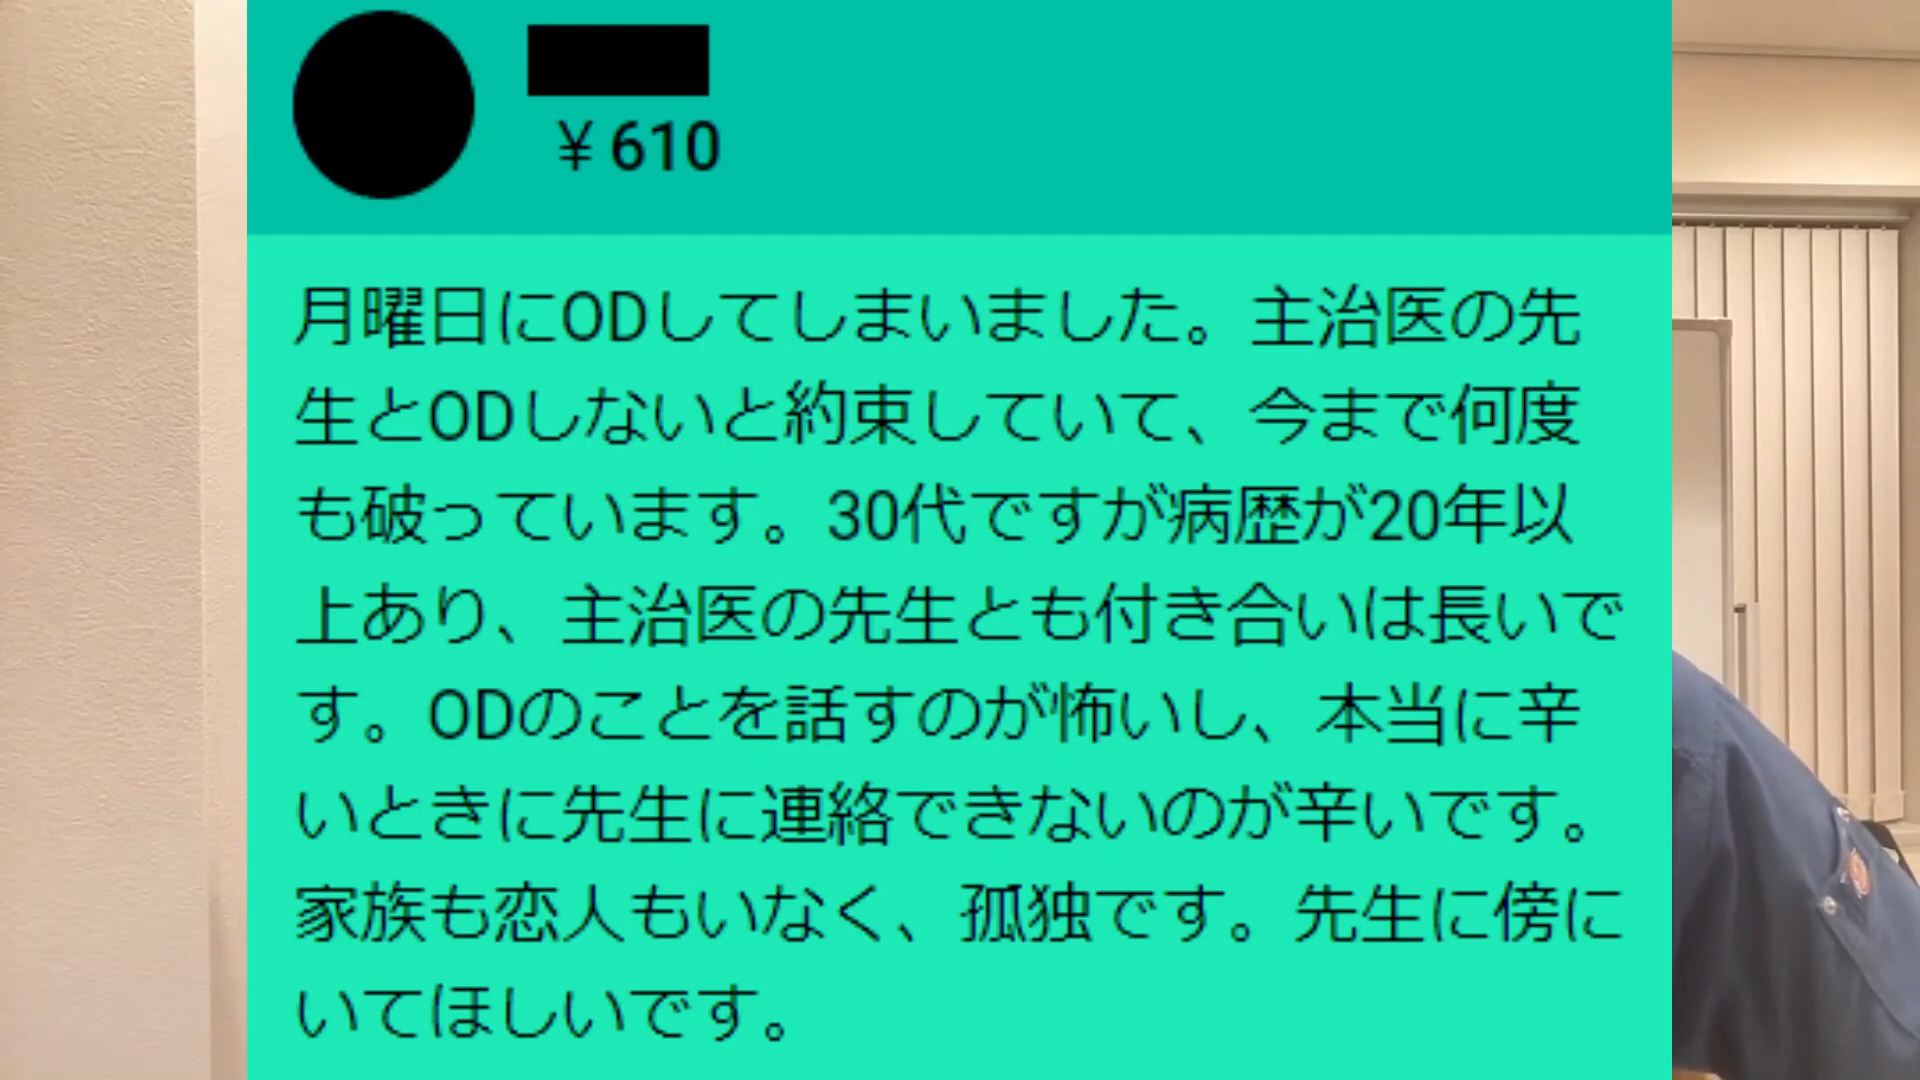 ￥610
月曜日にODしてしまいました。主治医の先
生とODしないと約束していて、今まで何度
も破っています。30代ですが病歴が20年以
上あり、主治医の先生とも付き合いは長いで
す。ODのことを話すのが怖いし、本当に辛
いときに先生に連絡できないのが辛いです。
家族も恋人もいなく、孤独です。先生に傍に
いてほしいです。